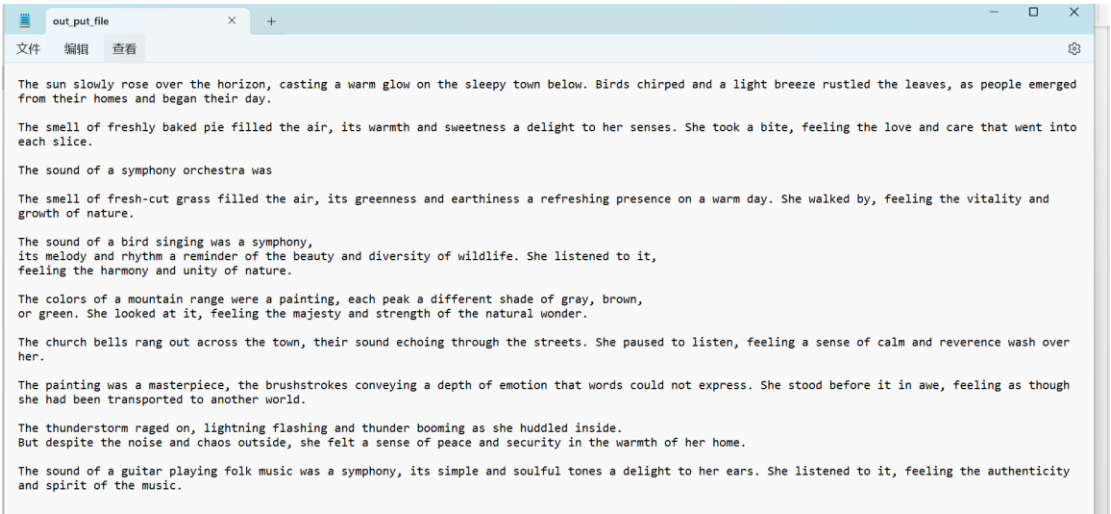 out_put_file
文件 编辑 查看
The sun slowly rose over the horizon, casting a warm glow on the sleepy town below. Birds chirped and a light breeze rustled the leaves, as people emerged
from their homes and began their day.
The smell of freshly baked pie filled the air, its warmth and sweetness a delight to her senses. She took a bite, feeling the love and care that went into
each slice.
The sound of a symphony orchestra was
The smell of fresh-cut grass filled the air, its greenness and earthiness a refreshing presence on a warm day. She walked by, feeling the vitality and
growth of nature.
The sound of a bird singing was a symphony,
its melody and rhythm a reminder of the beauty and diversity of wildlife. She listened to it,
feeling the harmony and unity of nature.
The colors of a mountain range were a painting, each peak a different shade of gray, brown,
or green. She looked at it, feeling the majesty and strength of the natural wonder.
The church bells rang out across the town, their sound echoing through the streets. She paused to listen, feeling a sense of calm and reverence wash over
her.
The painting was a masterpiece, the brushstrokes conveying a depth of emotion that words could not express. She stood before it in awe, feeling as though
she had been transported to another world.
The thunderstorm raged on, lightning flashing and thunder booming as she huddled inside.
But despite the noise and chaos outside, she felt a sense of peace and security in the warmth of her home.
The sound of a guitar playing folk music was a symphony, its simple and soulful tones a delight to her ears. She listened to it, feeling the authenticity
and spirit of the music.